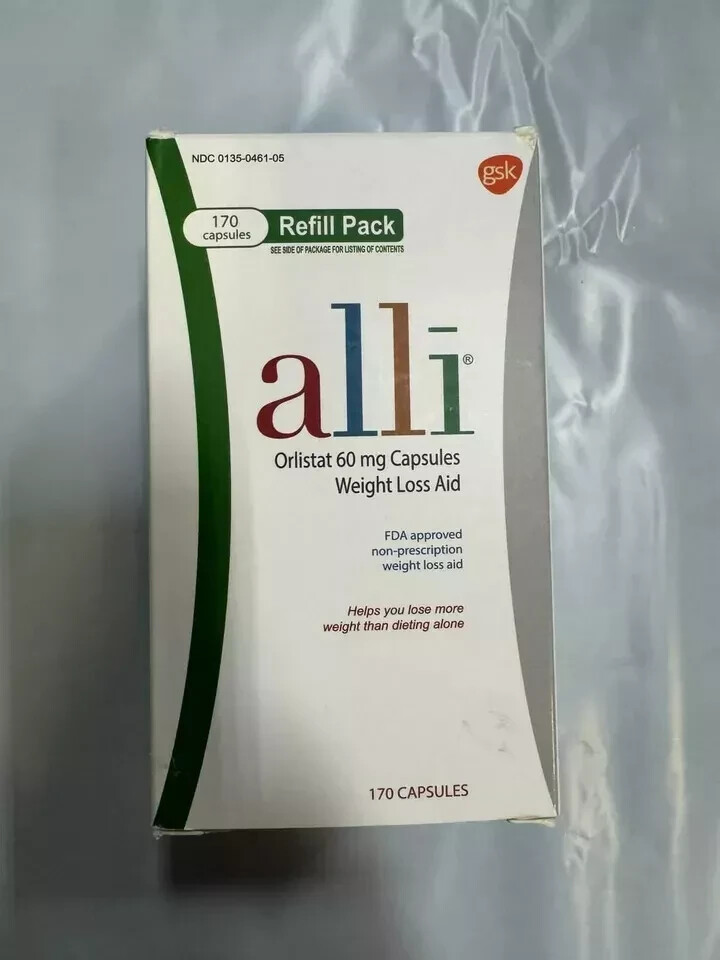 NDC 0135-0461-05
gsk
170
capsules
Refill Pack
SEE SIDE OF PACKAGE FOR LISTING OF CONTENTS
allī®
Orlistat 60 mg Capsules
Weight Loss Aid
FDA approved
non-prescription
weight loss aid
Helps you lose more
weight than dieting alone
170 CAPSULES